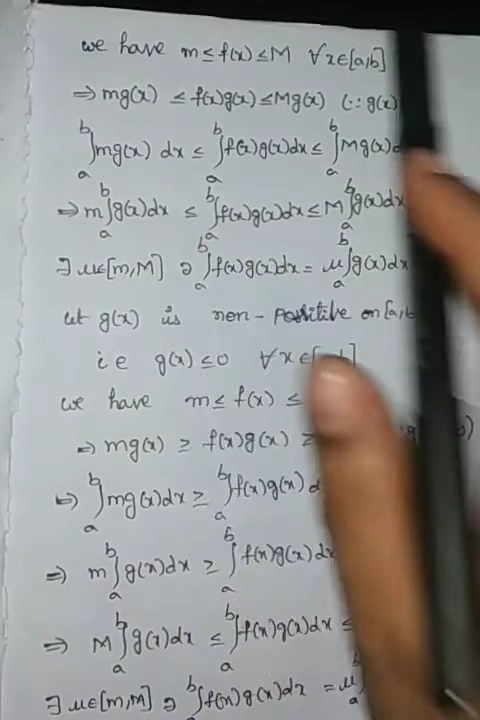 we have m ≤ f(x) ≤ M ∀x∈[a,b]
⇒ mg(x) ≤ f(x)g(x) ≤ Mg(x) (∵ g(x)
∫ₐᵇ mg(x) dx ≤ ∫ₐᵇ f(x)g(x)dx ≤ ∫ₐᵇ Mg(x)d
⇒ m∫ₐᵇ g(x)dx ≤ ∫ₐᵇ f(x)g(x)dx ≤ M∫ₐᵇ g(x)dx
∃ μ∈[m,M] ∋ ∫ₐᵇ f(x)g(x)dx = μ∫ₐᵇ g(x)dx
let g(x) is non-positive on [a,b
i.e g(x) ≤ 0 ∀x∈[
we have m ≤ f(x) ≤
⇒ mg(x) ≥ f(x)g(x) ≥
⇒ ∫ₐᵇ mg(x)dx ≥ ∫ₐᵇ f(x)g(x) d
⇒ m∫ₐᵇ g(x)dx ≥ ∫ₐᵇ f(x)g(x)dx
⇒ M∫ₐᵇ g(x)dx ≤ ∫ₐᵇ f(x)g(x)dx ≤
∃ μ∈[m,M] ∋ ∫ᵇ f(x)g(x)dx = μ